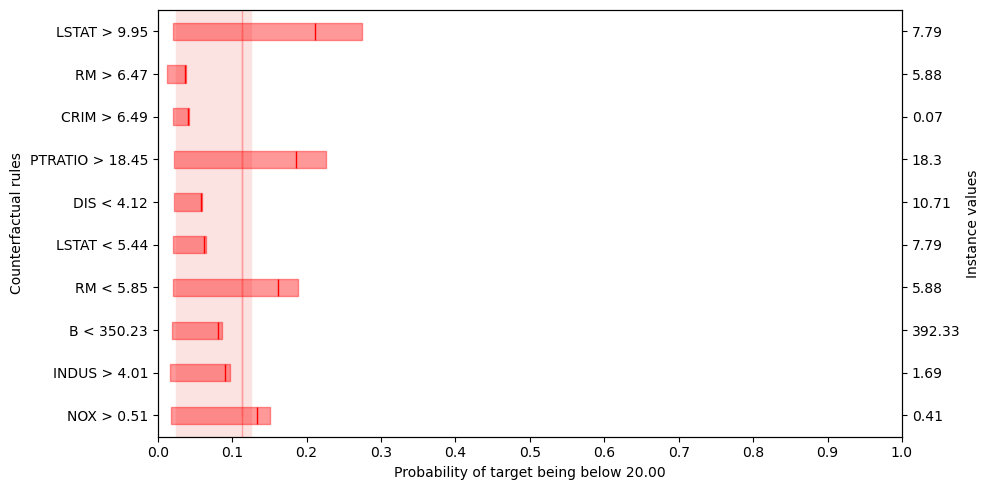 LSTAT > 9.95 7.79
RM > 6.47 5.88
CRIM > 6.49 0.07
PTRATIO > 18.45 18.3
DIS < 4.12 10.71
LSTAT < 5.44 7.79
RM < 5.85 5.88
B < 350.23 392.33
INDUS > 4.01 1.69
NOX > 0.51 0.41
Counterfactual rules
Instance values
0.0 0.1 0.2 0.3 0.4 0.5 0.6 0.7 0.8 0.9 1.0
Probability of target being below 20.00